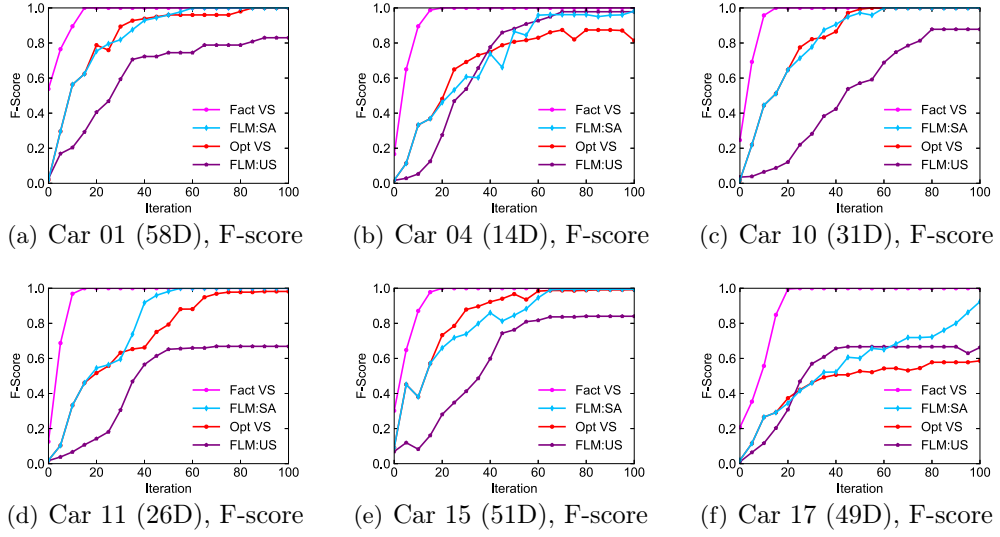 F-Score
1.0
0.8
0.6
0.4
0.2
0.0
0 20 40 60 80 100
Iteration
Fact VS
FLM:SA
Opt VS
FLM:US
(a) Car 01 (58D), F-score
F-Score
1.0
0.8
0.6
0.4
0.2
0.0
0 20 40 60 80 100
Iteration
Fact VS
FLM:SA
Opt VS
FLM:US
(b) Car 04 (14D), F-score
F-Score
1.0
0.8
0.6
0.4
0.2
0.0
0 20 40 60 80 100
Iteration
Fact VS
FLM:SA
Opt VS
FLM:US
(c) Car 10 (31D), F-score
F-Score
1.0
0.8
0.6
0.4
0.2
0.0
0 20 40 60 80 100
Iteration
Fact VS
FLM:SA
Opt VS
FLM:US
(d) Car 11 (26D), F-score
F-Score
1.0
0.8
0.6
0.4
0.2
0.0
0 20 40 60 80 100
Iteration
Fact VS
FLM:SA
Opt VS
FLM:US
(e) Car 15 (51D), F-score
F-Score
1.0
0.8
0.6
0.4
0.2
0.0
0 20 40 60 80 100
Iteration
Fact VS
FLM:SA
Opt VS
FLM:US
(f) Car 17 (49D), F-score